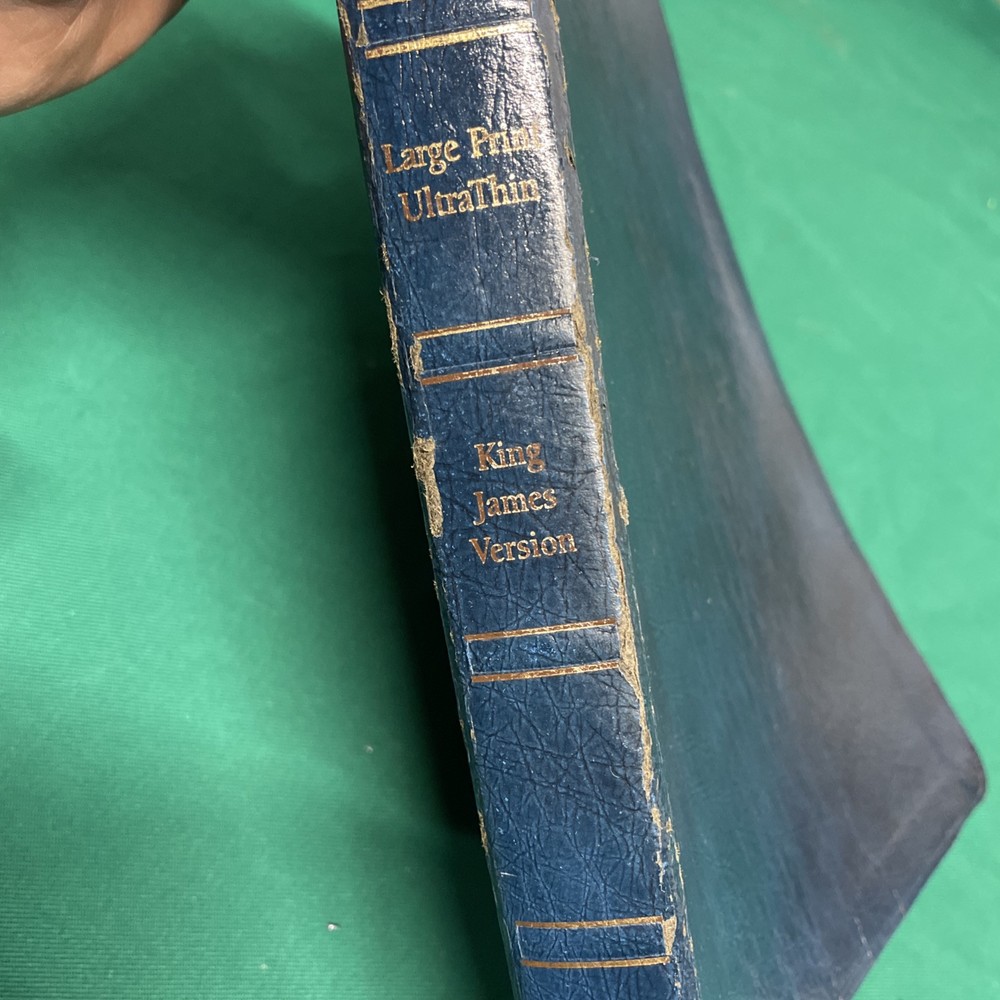 Large Print
UltraThin
King
James
Version